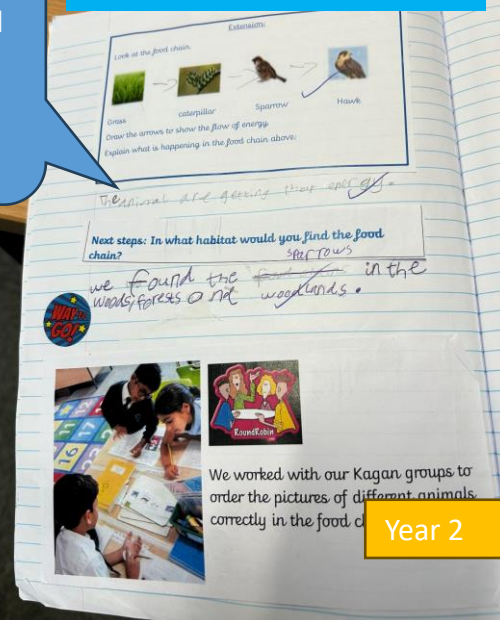 Extension:
Look at the food chain.
Grass
caterpillar
Sparrow
Hawk
Draw the arrows to show the flow of energy.
Explain what is happening in the food chain above:
The animal are getting their energy.
Next steps: In what habitat would you find the food
chain?
sparrows
we found the in the
woods, forests and woodlands.
WAY TO
GO!
11
17
16
RoundRobin
We worked with our Kagan groups to
order the pictures of different animals
correctly in the food
Year 2